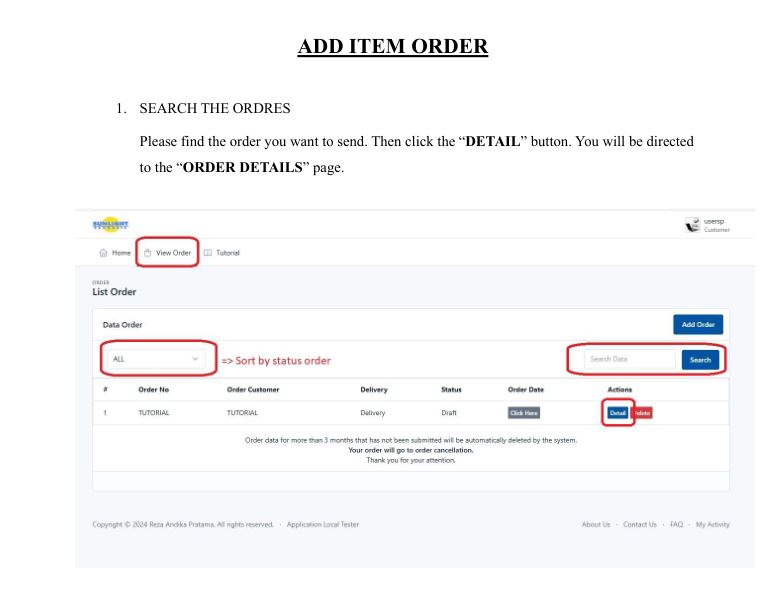 ADD ITEM ORDER
1. SEARCH THE ORDRES
Please find the order you want to send. Then click the “DETAIL” button. You will be directed
to the “ORDER DETAILS” page.
SUNLIGHT
usersp
Customer
Home View Order Tutorial
ORDER
List Order
Data Order
Add Order
ALL
=> Sort by status order
Search Data
Search
# Order No Order Customer Delivery Status Order Date Actions
1 TUTORIAL TUTORIAL Delivery Draft Click Here Detail Delete
Order data for more than 3 months that has not been submitted will be automatically deleted by the system.
Your order will go to order cancellation.
Thank you for your attention.
Copyright © 2024 Reza Andika Pratama. All rights reserved. · Application Local Tester
About Us · Contact Us · FAQ · My Activity